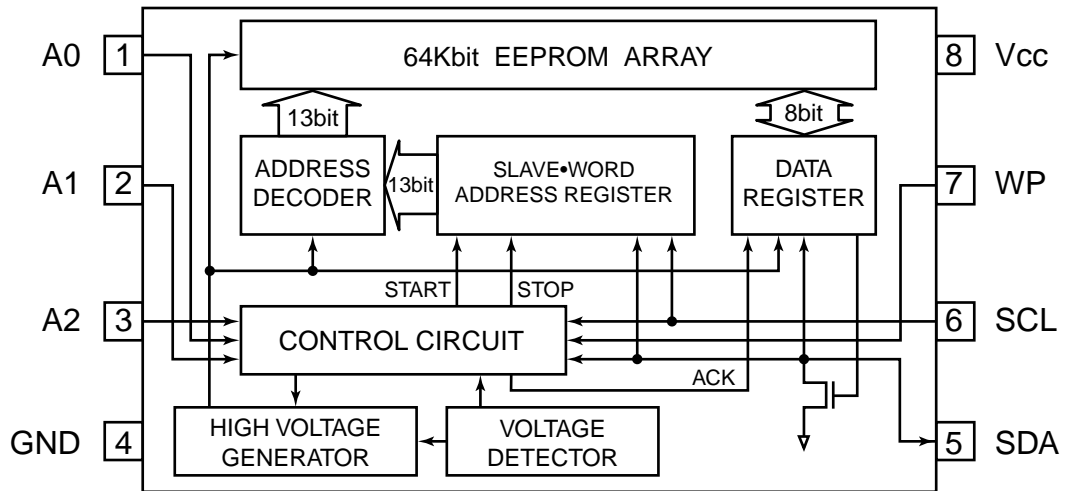 A0 1
64Kbit EEPROM ARRAY
8 Vcc
13bit
8bit
A1 2
ADDRESS
DECODER
13bit
SLAVE•WORD
ADDRESS REGISTER
DATA
REGISTER
7 WP
START
STOP
A2 3
CONTROL CIRCUIT
6 SCL
ACK
GND 4
HIGH VOLTAGE
GENERATOR
VOLTAGE
DETECTOR
5 SDA